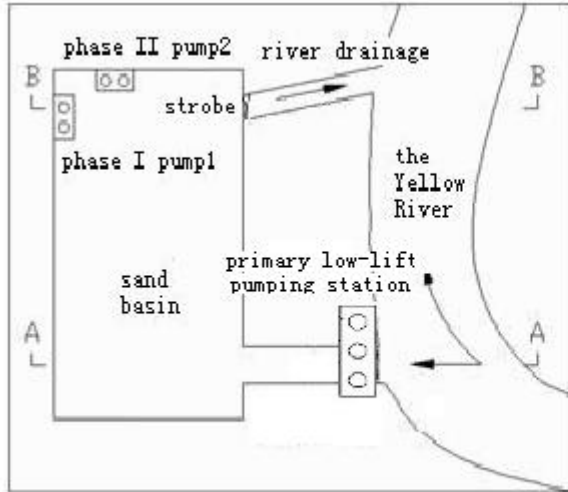 phase II pump2
river drainage
B
B
strobe
the
Yellow
River
phase I pump1
primary low-lift
pumping station
sand
basin
A
A